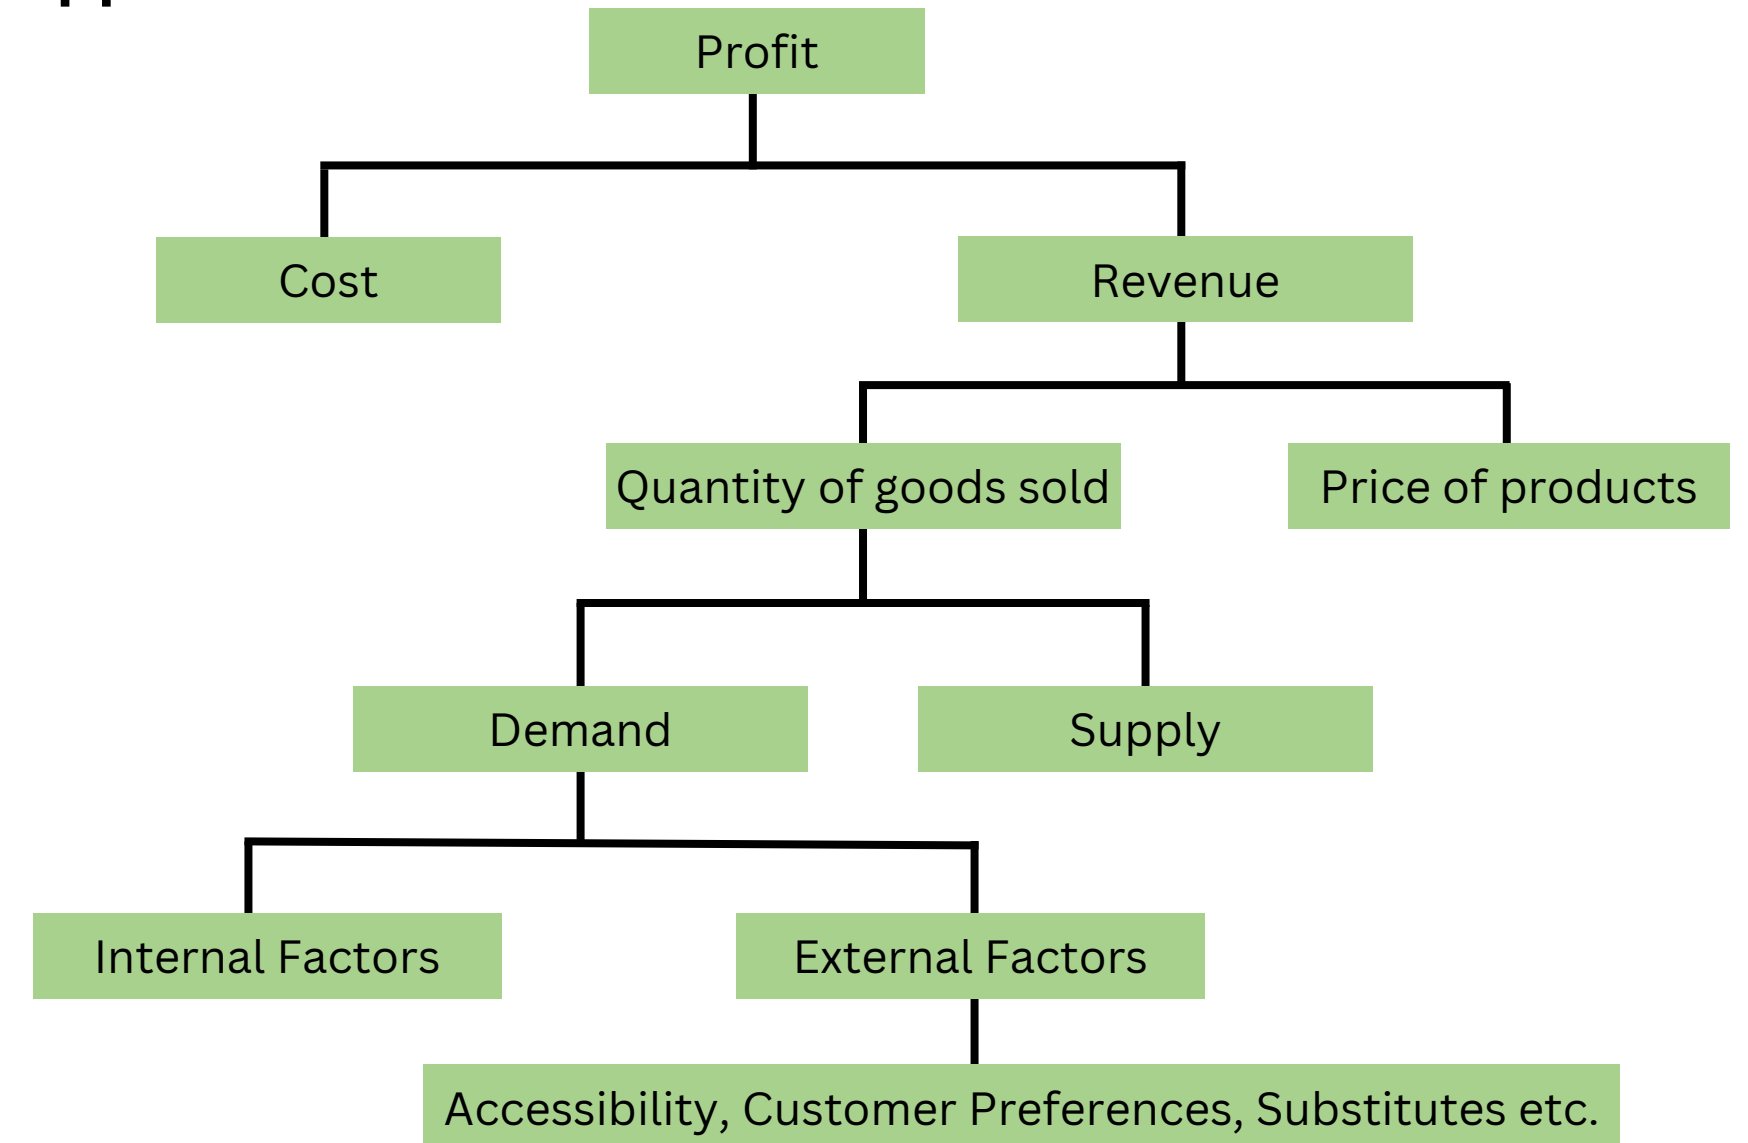 Profit
Cost
Revenue
Quantity of goods sold
Price of products
Demand
Supply
Internal Factors
External Factors
Accessibility, Customer Preferences, Substitutes etc.